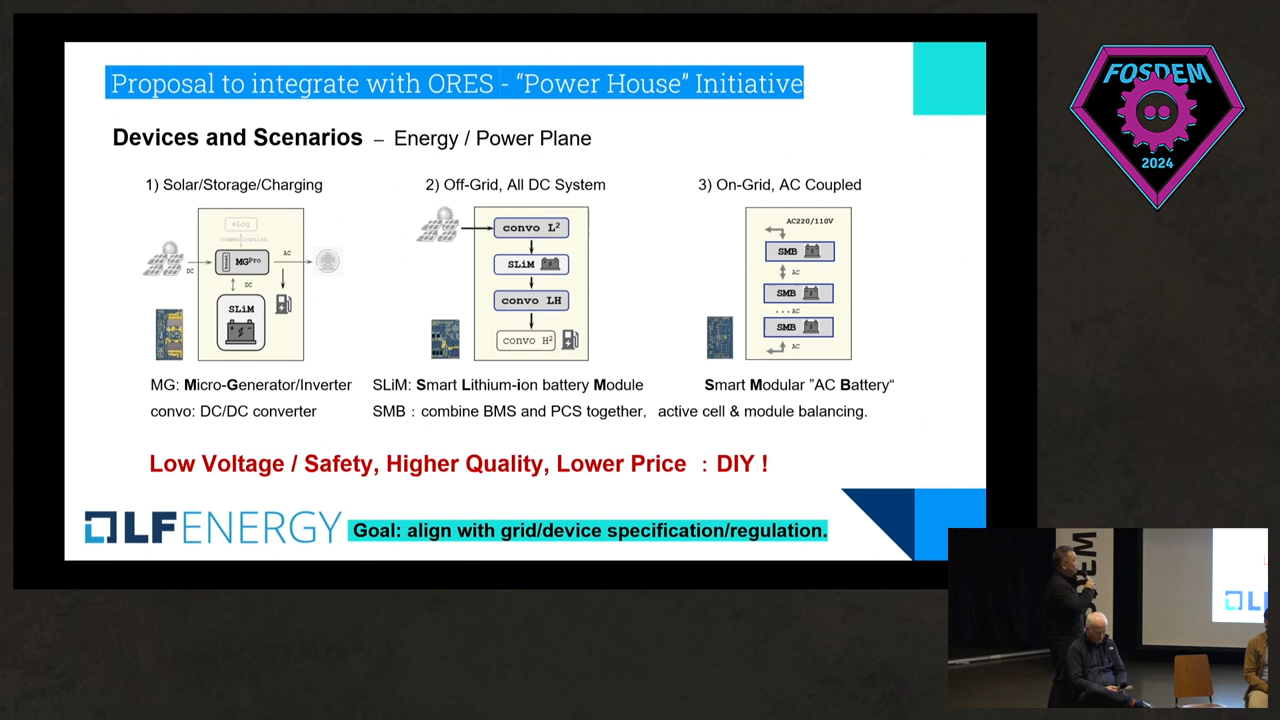 Proposal to integrate with ORES - “Power House” Initiative
Devices and Scenarios – Energy / Power Plane
1) Solar/Storage/Charging
2) Off-Grid, All DC System
3) On-Grid, AC Coupled
eLog
communication
MGPro
AC
DC
DC
SLiM
convo L²
SLiM
convo LH
convo H²
AC220/110V
SMB
AC
SMB
...AC
SMB
AC
MG: Micro-Generator/Inverter
SLiM: Smart Lithium-ion battery Module
Smart Modular ”AC Battery“
convo: DC/DC converter
SMB : combine BMS and PCS together, active cell & module balancing.
Low Voltage / Safety, Higher Quality, Lower Price : DIY !
LFENERGY
Goal: align with grid/device specification/regulation.
FOSDEM
2024